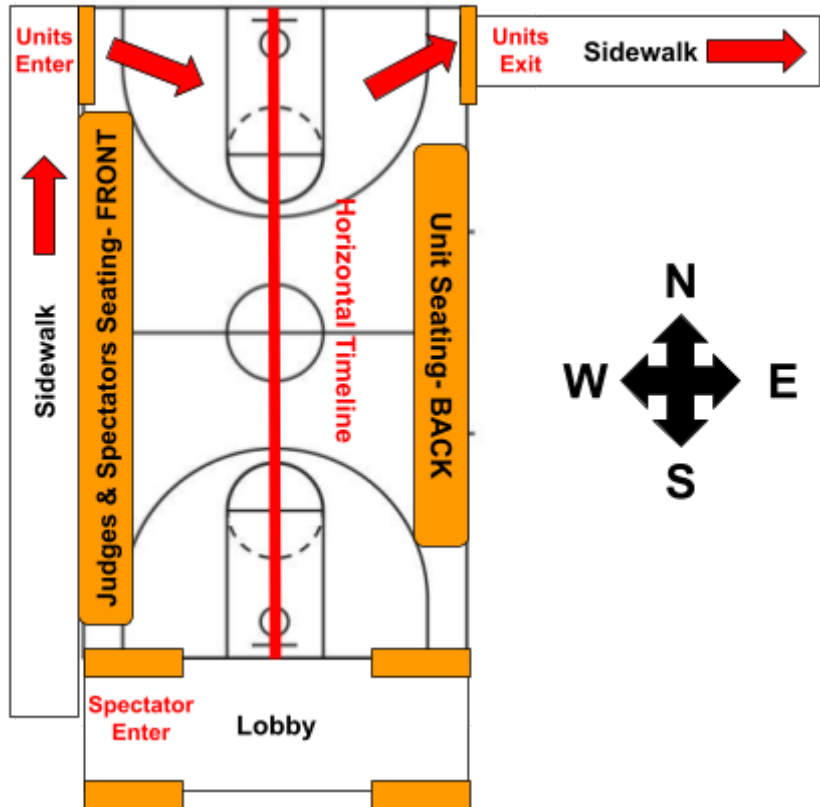 Units
Enter
Units
Exit
Sidewalk
Sidewalk
Judges & Spectators Seating- FRONT
Horizontal Timeline
Unit Seating- BACK
N
W
E
S
Spectator
Enter
Lobby